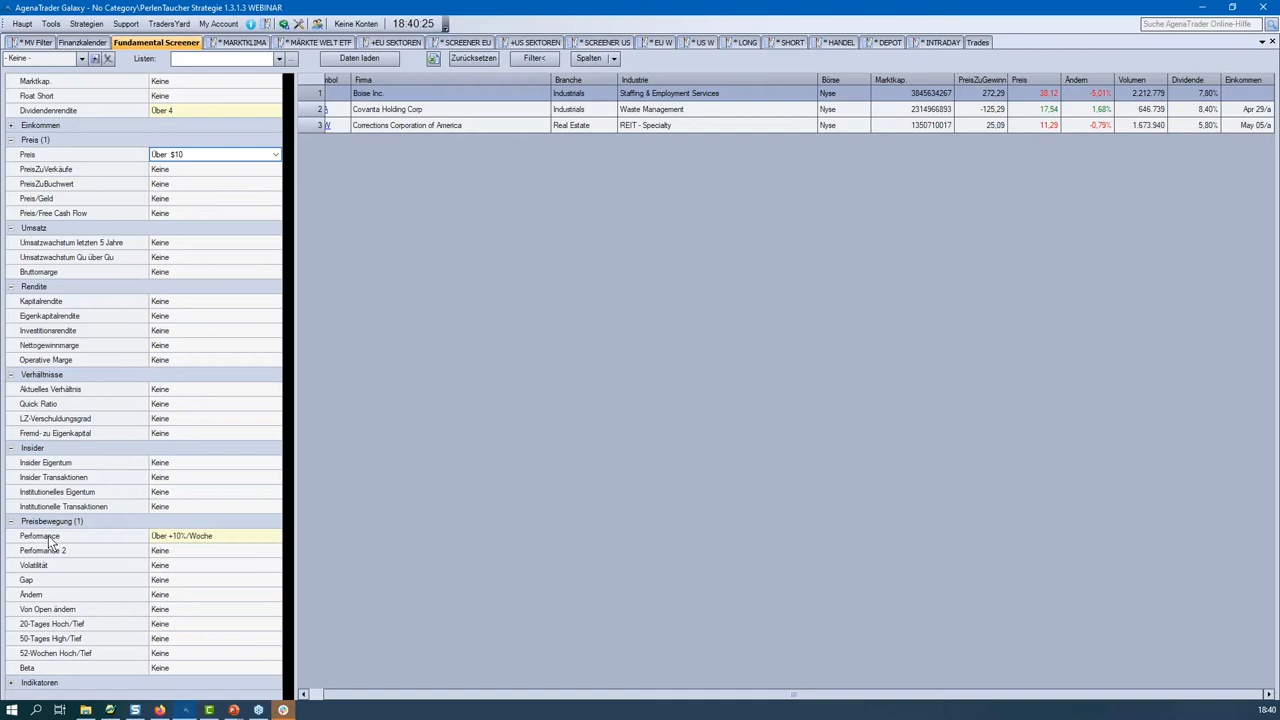 AgenaTrader Galaxy - No Category\PerlenTaucher Strategie 1.3.1.3 WEBINAR
Haupt Tools Strategien Support TradersYard My Account Keine Konten 18:40:25 Suche AgenaTrader Online-Hilfe
* MV Filter Finanzkalender Fundamental Screener * MARKTKLIMA * MÄRKTE WELT ETF +EU SEKTOREN * SCREENER EU +US SEKTOREN * SCREENER US * EU W * US W * LONG * SHORT * HANDEL * DEPOT * INTRADAY Trades
- Keine - Listen: ... Daten laden Zurücksetzen Filter< Spalten
Marktkap. Keine
Float Short Keine
Dividendenrendite Über 4
Einkommen
Preis (1)
Preis Über $10
PreisZuVerkäufe Keine
PreisZuBuchwert Keine
Preis/Geld Keine
Preis/Free Cash Flow Keine
Umsatz
Umsatzwachstum letzten 5 Jahre Keine
Umsatzwachstum Qu über Qu Keine
Bruttomarge Keine
Rendite
Kapitalrendite Keine
Eigenkapitalrendite Keine
Investitionsrendite Keine
Nettogewinnmarge Keine
Operative Marge Keine
Verhältnisse
Aktuelles Verhältnis Keine
Quick Ratio Keine
LZ-Verschuldungsgrad Keine
Fremd- zu Eigenkapital Keine
Insider
Insider Eigentum Keine
Insider Transaktionen Keine
Institutionelles Eigentum Keine
Institutionelle Transaktionen Keine
Preisbewegung (1)
Performance Über +10%/Woche
Performance 2 Keine
Volatilität Keine
Gap Keine
Ändern Keine
Von Open ändern Keine
20-Tages Hoch/Tief Keine
50-Tages High/Tief Keine
52-Wochen Hoch/Tief Keine
Beta Keine
Indikatoren
bol Firma Branche Industrie Börse Marktkap. PreisZuGewinn Preis Ändern Volumen Dividende Einkommen
1 Boise Inc. Industrials Staffing & Employment Services Nyse 3845634267 272,29 38,12 -5,01% 2.212.779 7,80%
2 Covanta Holding Corp Industrials Waste Management Nyse 2314966893 -125,29 17,54 1,68% 646.739 8,40% Apr 29/a
3 Corrections Corporation of America Real Estate REIT - Specialty Nyse 1350710017 25,09 11,29 -0,79% 1.673.940 5,80% May 05/a
18:40